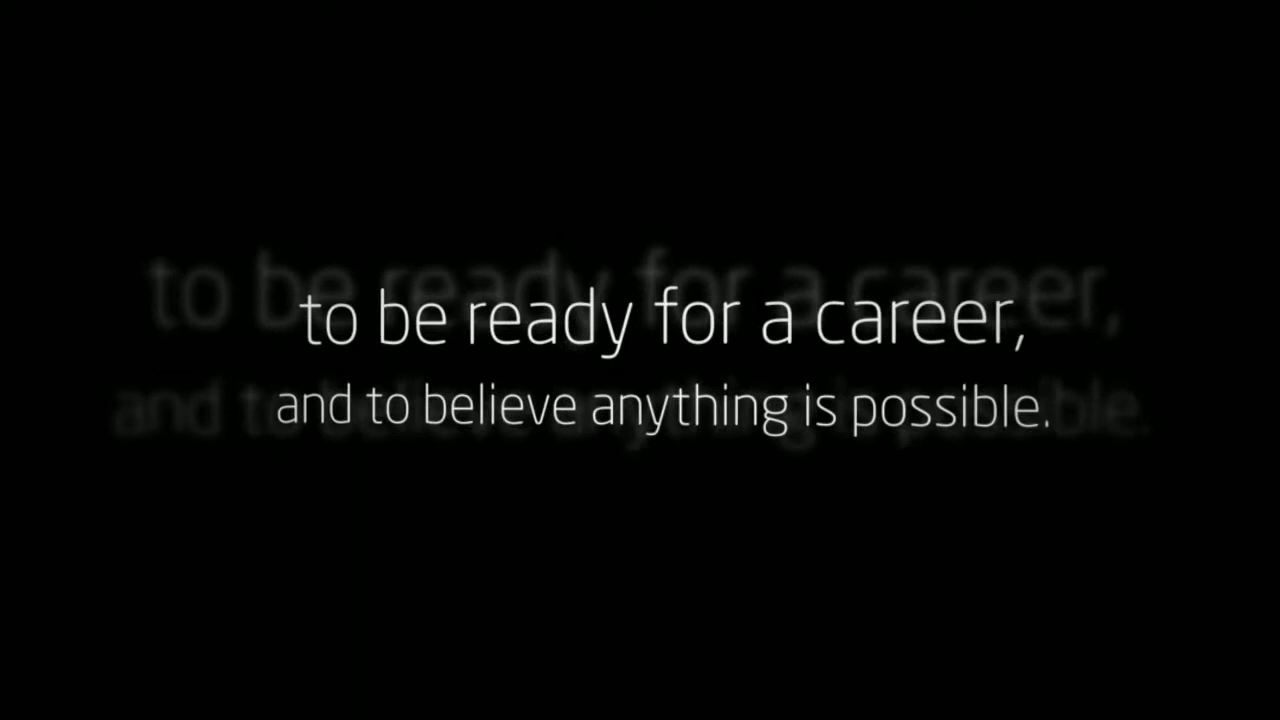 to be ready for a career,
and to believe anything is possible.